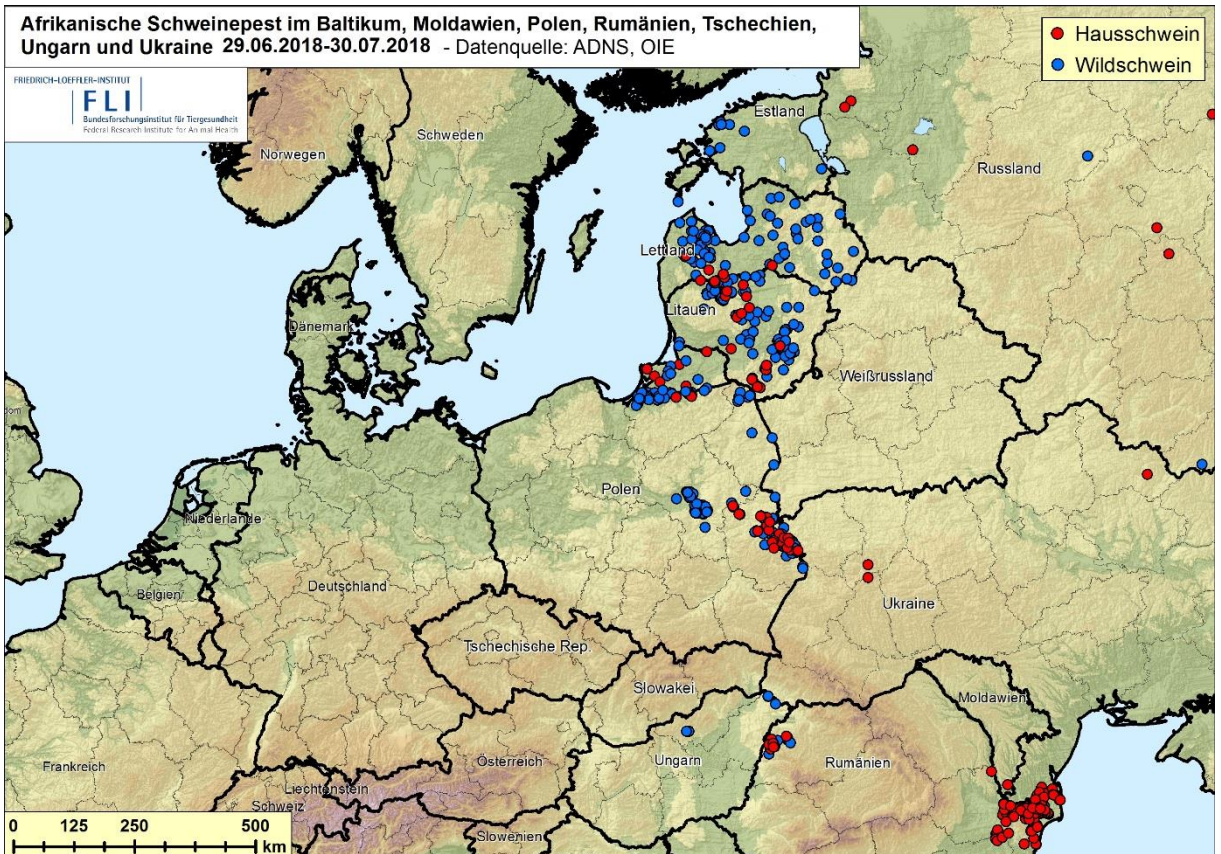 Afrikanische Schweinepest im Baltikum, Moldawien, Polen, Rumänien, Tschechien,
Ungarn und Ukraine 29.06.2018-30.07.2018 - Datenquelle: ADNS, OIE
Hausschwein
Wildschwein
FRIEDRICH-LOEFFLER-INSTITUT
FLI
Bundesforschungsinstitut für Tiergesundheit
Federal Research Institute for Animal Health
Estland
Schweden
Norwegen
Russland
Lettland
Litauen
Dänemark
Weißrussland
Polen
Niederlande
Deutschland
Belgien
Ukraine
Tschechische Rep.
Slowakei
Moldawien
Österreich
Ungarn
Rumänien
Frankreich
Liechtenstein
Schweiz
Slowenien
0 125 250 500
km